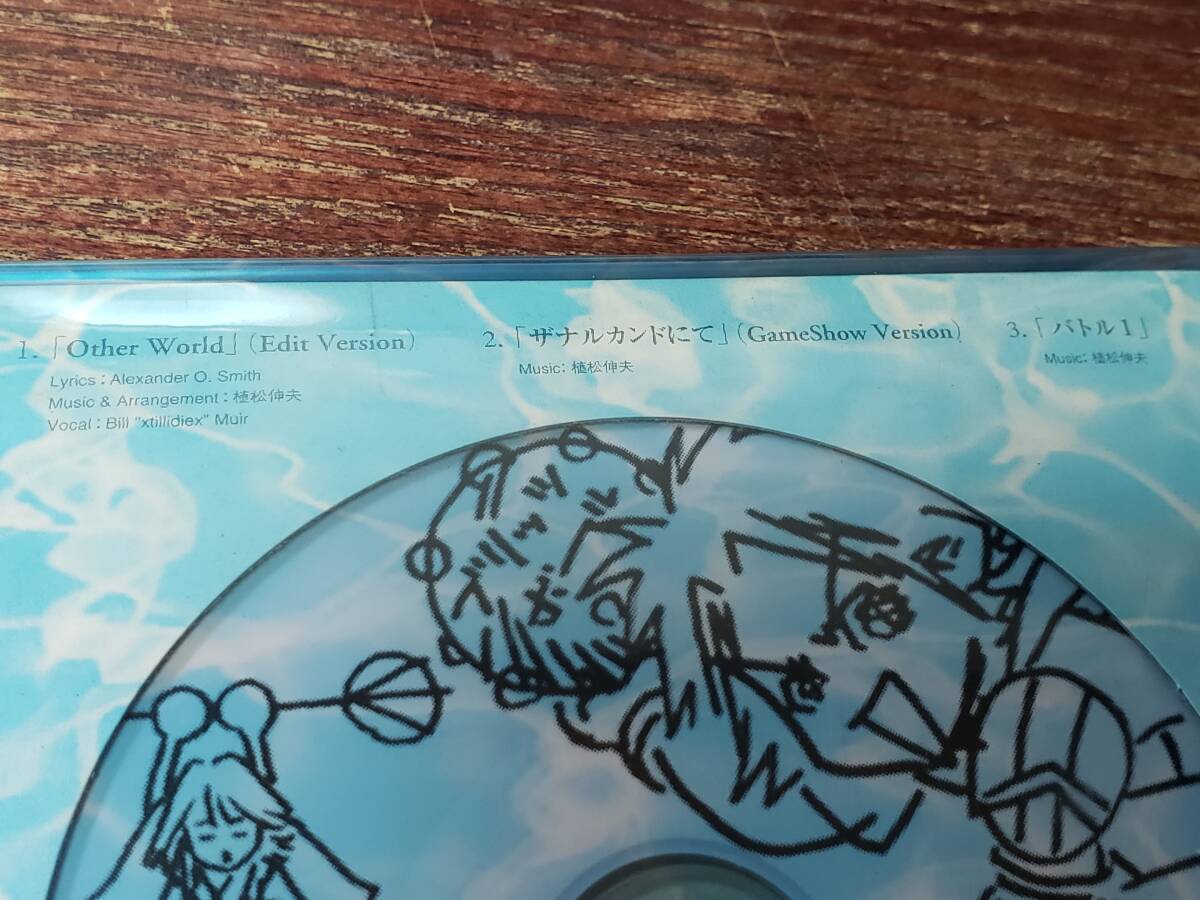 1.「Other World」(Edit Version)
Lyrics : Alexander O. Smith
Music & Arrangement : 植松伸夫
Vocal : Bill "xtillidiex" Muir
2.「ザナルカンドにて」(GameShow Version)
Music : 植松伸夫
3.「バトル1」
Music : 植松伸夫